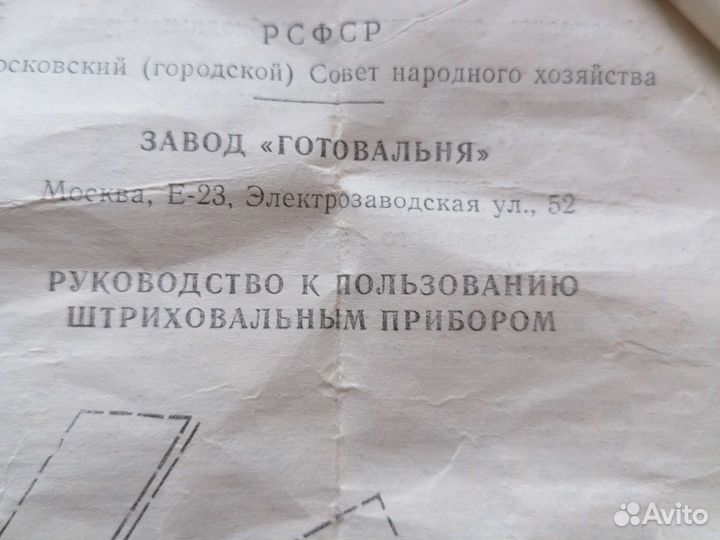 РСФСР
осковский (городской) Совет народного хозяйства
ЗАВОД «ГОТОВАЛЬНЯ»
Москва, Е-23, Электрозаводская ул., 52
РУКОВОДСТВО К ПОЛЬЗОВАНИЮ
ШТРИХОВАЛЬНЫМ ПРИБОРОМ
Avito